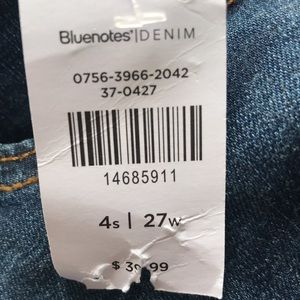 Bluenotes | DENIM
0756-3966-2042
37-0427
14685911
4s | 27w